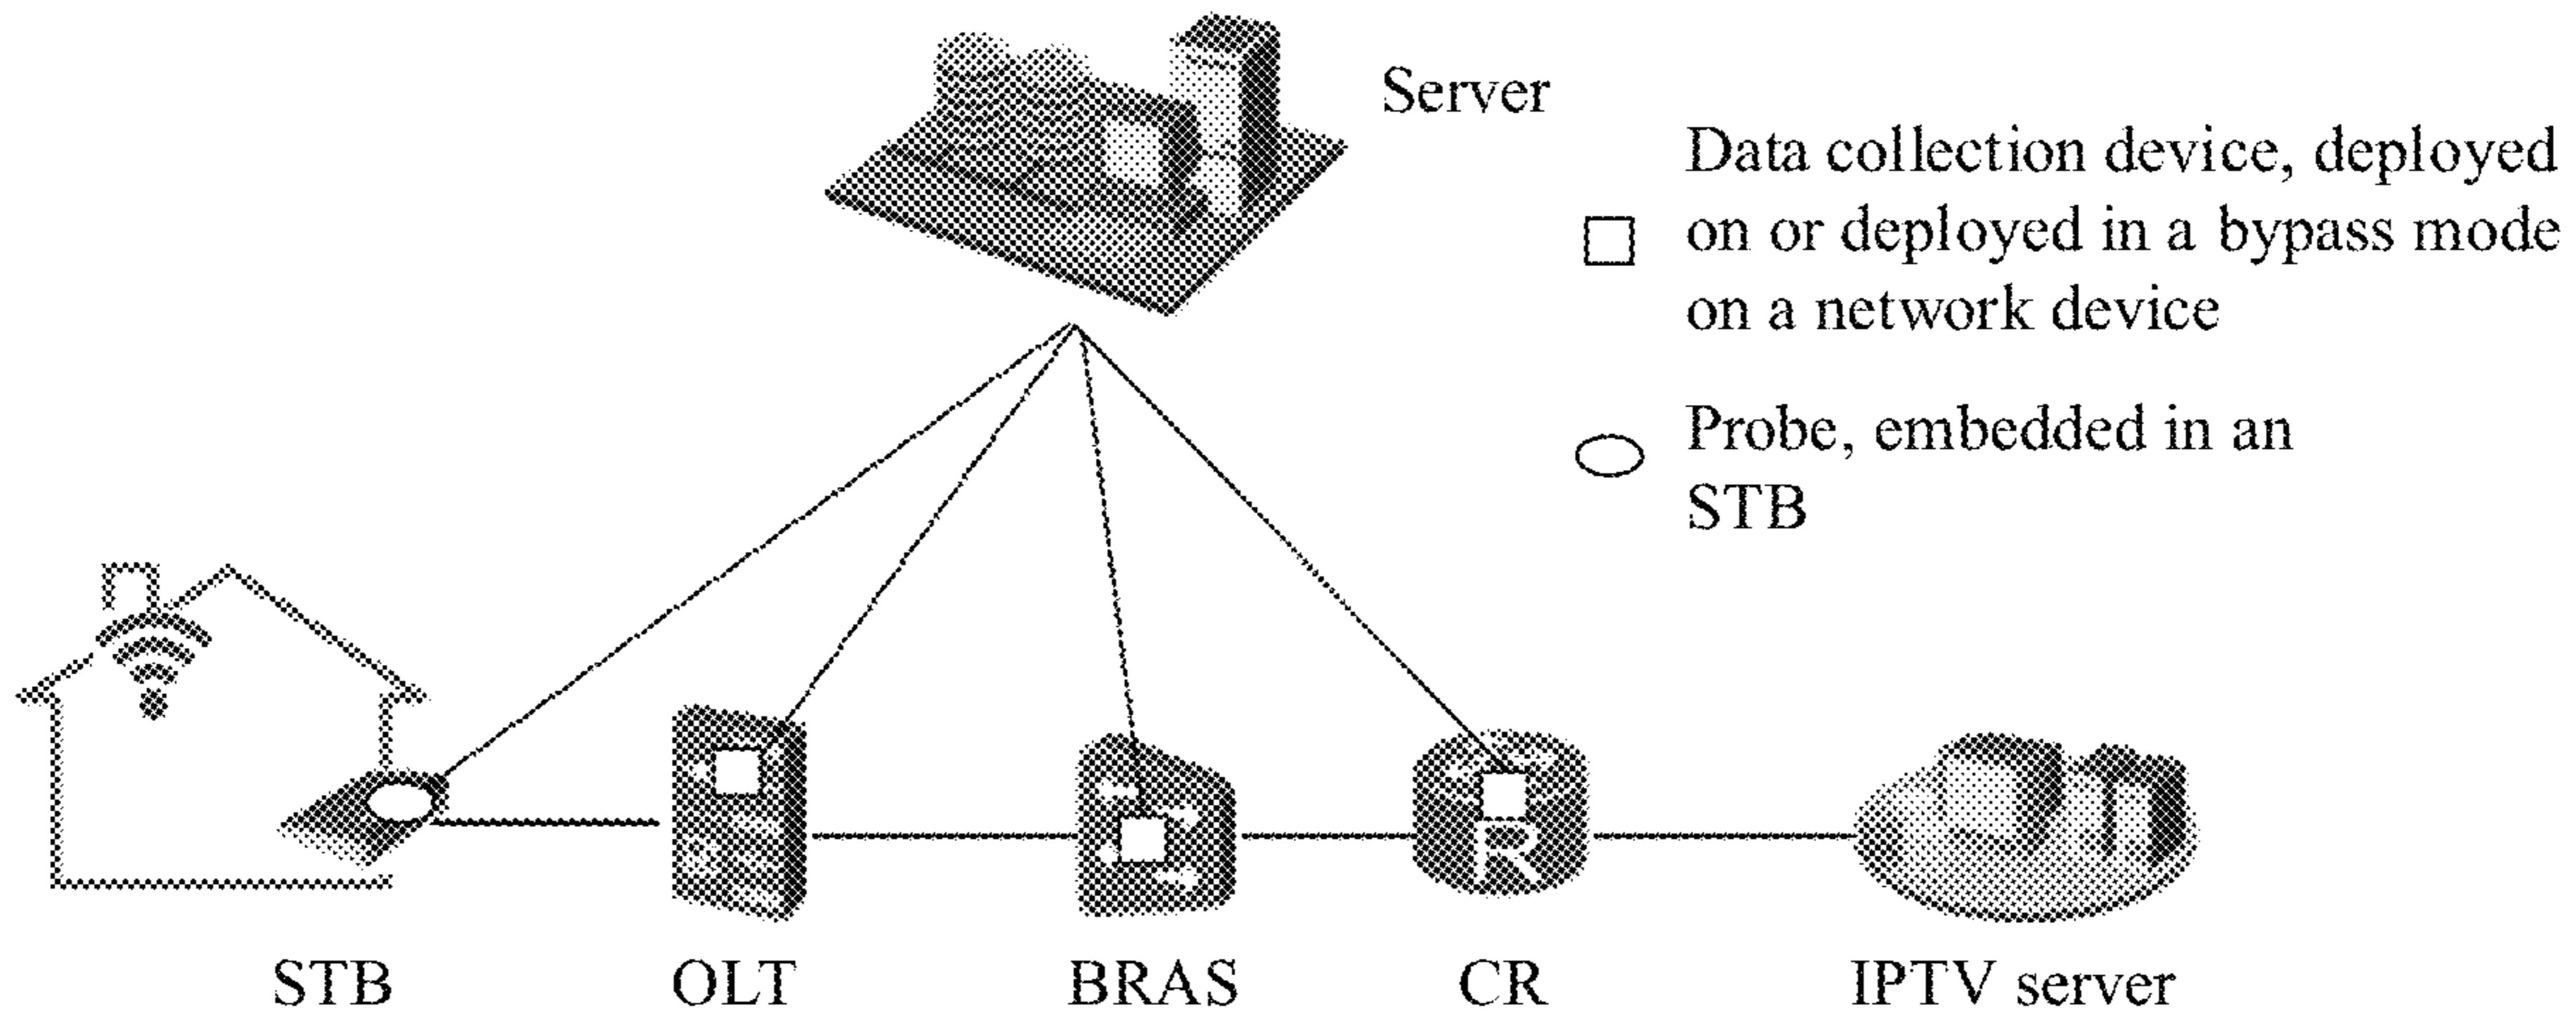 Server
Data collection device, deployed
on or deployed in a bypass mode
on a network device
Probe, embedded in an
STB
R
STB
OLT
BRAS
CR
IPTV server